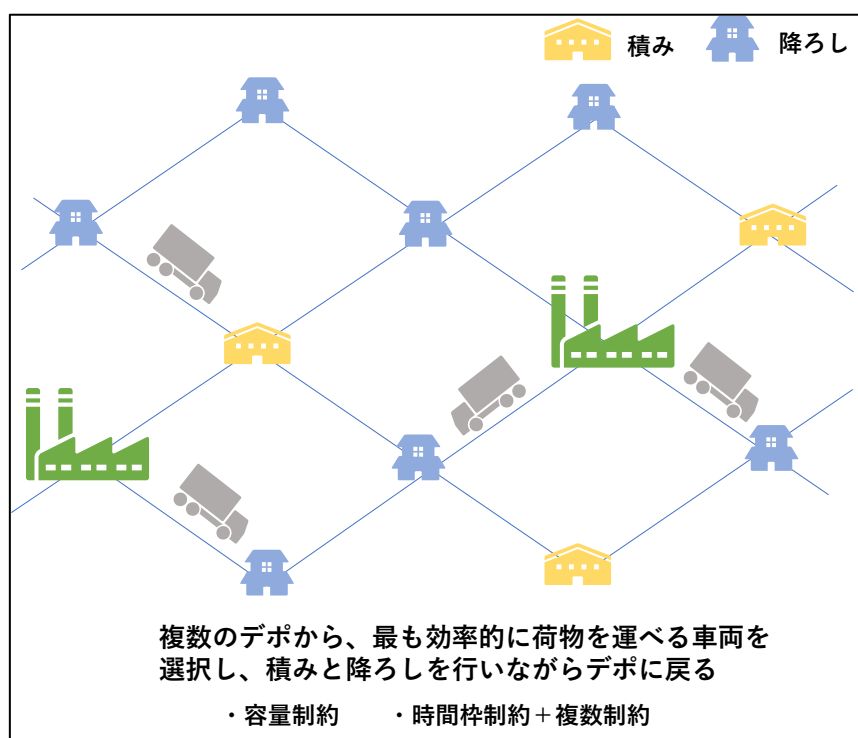 積み
降ろし
複数のデポから、最も効率的に荷物を運べる車両を
選択し、積みと降ろしを行いながらデポに戻る
・容量制約 ・時間枠制約＋複数制約